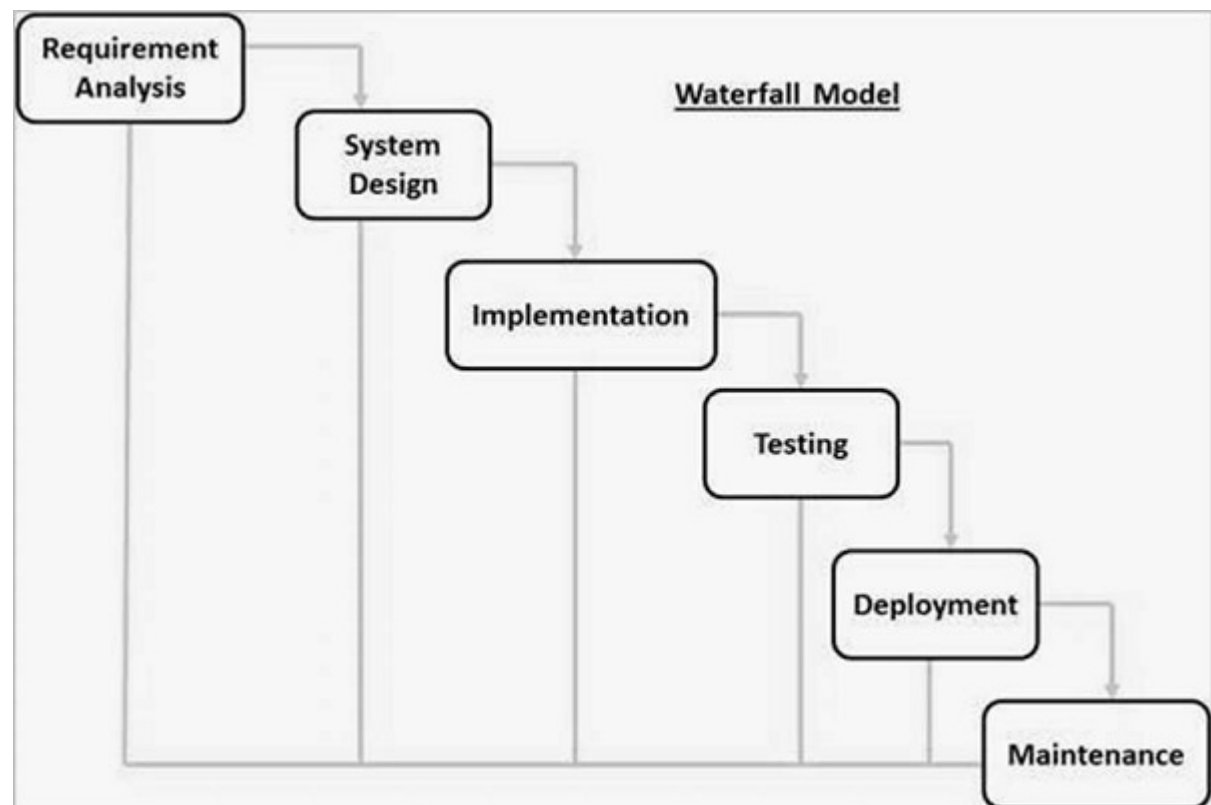 Requirement
Analysis
Waterfall Model
System
Design
Implementation
Testing
Deployment
Maintenance